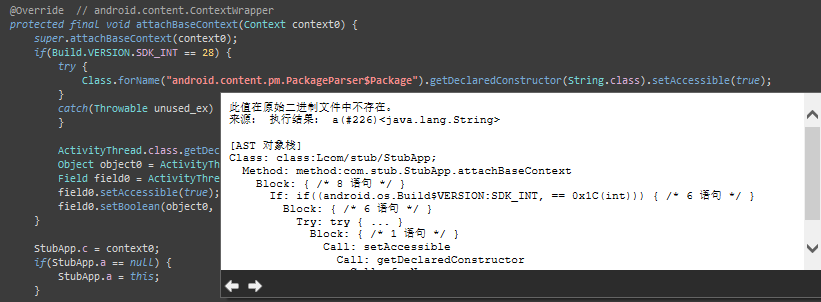 @Override  // android.content.ContextWrapper
protected final void attachBaseContext(Context context0) {
super.attachBaseContext(context0);
if(Build.VERSION.SDK_INT == 28) {
try {
Class.forName("android.content.pm.PackageParser$Package").getDeclaredConstructor(String.class).setAccessible(true);
}
catch(Throwable unused_ex)
}
ActivityThread.class.getDec
Object object0 = ActivityTh
Field field0 = ActivityThre
field0.setAccessible(true);
field0.setBoolean(object0,
}
StubApp.c = context0;
if(StubApp.a == null) {
StubApp.a = this;
}
此值在原始二进制文件中不存在。
来源: 执行结果: a(#226)<java.lang.String>
[AST 对象栈]
Class: class:Lcom/stub/StubApp;
Method: method:com.stub.StubApp.attachBaseContext
Block: { /* 8 语句 */ }
If: if((android.os.Build$VERSION:SDK_INT, == 0x1C(int))) { /* 6 语句 */ }
Block: { /* 6 语句 */ }
Try: try { ... }
Block: { /* 1 语句 */ }
Call: setAccessible
Call: getDeclaredConstructor